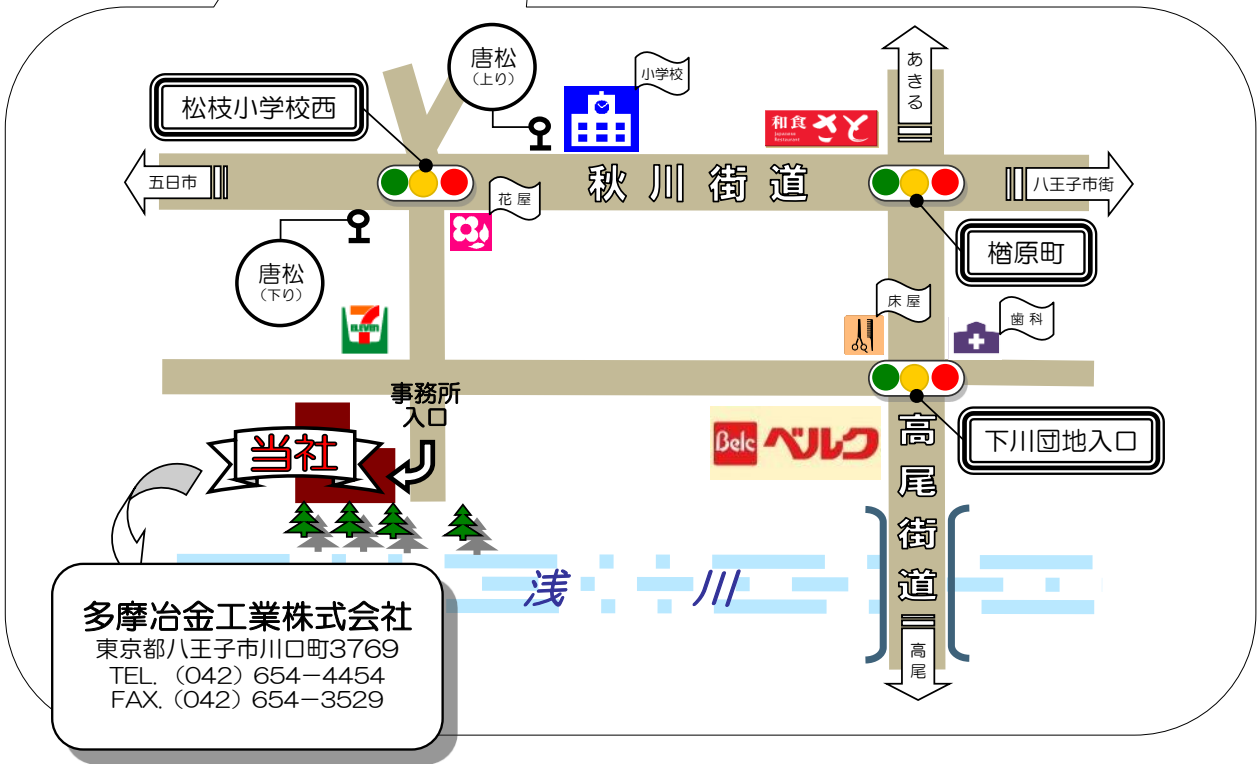 唐松
(上り)
小学校
あきる
松枝小学校西
和食さと
Japanese
Restaurant
五日市
秋川街道
八王子市街
花屋
唐松
(下り)
楢原町
床屋
歯科
7
ELEVEN
事務所
入口
当社
Belc ベルク
高尾街道
下川団地入口
浅川
高尾
多摩冶金工業株式会社
東京都八王子市川口町3769
TEL.(042)654-4454
FAX.(042)654-3529